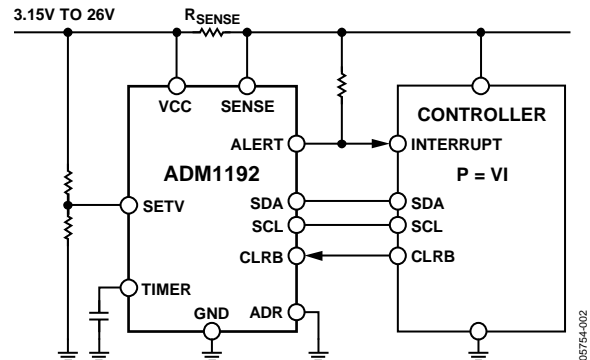 3.15V TO 26V
RSENSE
VCC
SENSE
CONTROLLER
ALERT
INTERRUPT
ADM1192
P = VI
SETV
SDA
SDA
SCL
SCL
CLRB
CLRB
TIMER
GND
ADR
05754-002